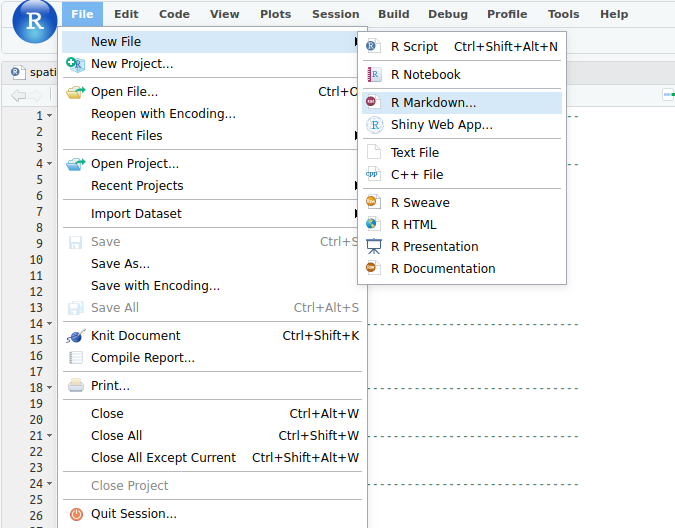 File Edit Code View Plots Session Build Debug Profile Tools Help
New File
New Project...
Open File... Ctrl+O
Reopen with Encoding...
Recent Files
Open Project...
Recent Projects
Import Dataset
Save Ctrl+S
Save As...
Save with Encoding...
Save All Ctrl+Alt+S
Knit Document Ctrl+Shift+K
Compile Report...
Print...
Close Ctrl+Alt+W
Close All Ctrl+Shift+W
Close All Except Current Ctrl+Shift+Alt+W
Close Project
Quit Session...
R Script Ctrl+Shift+Alt+N
R Notebook
R Markdown...
Shiny Web App...
Text File
C++ File
R Sweave
R HTML
R Presentation
R Documentation
spati
1
2
3
4
5
6
7
8
9
10
11
12
13
14
15
16
17
18
19
20
21
22
23
24
25
26